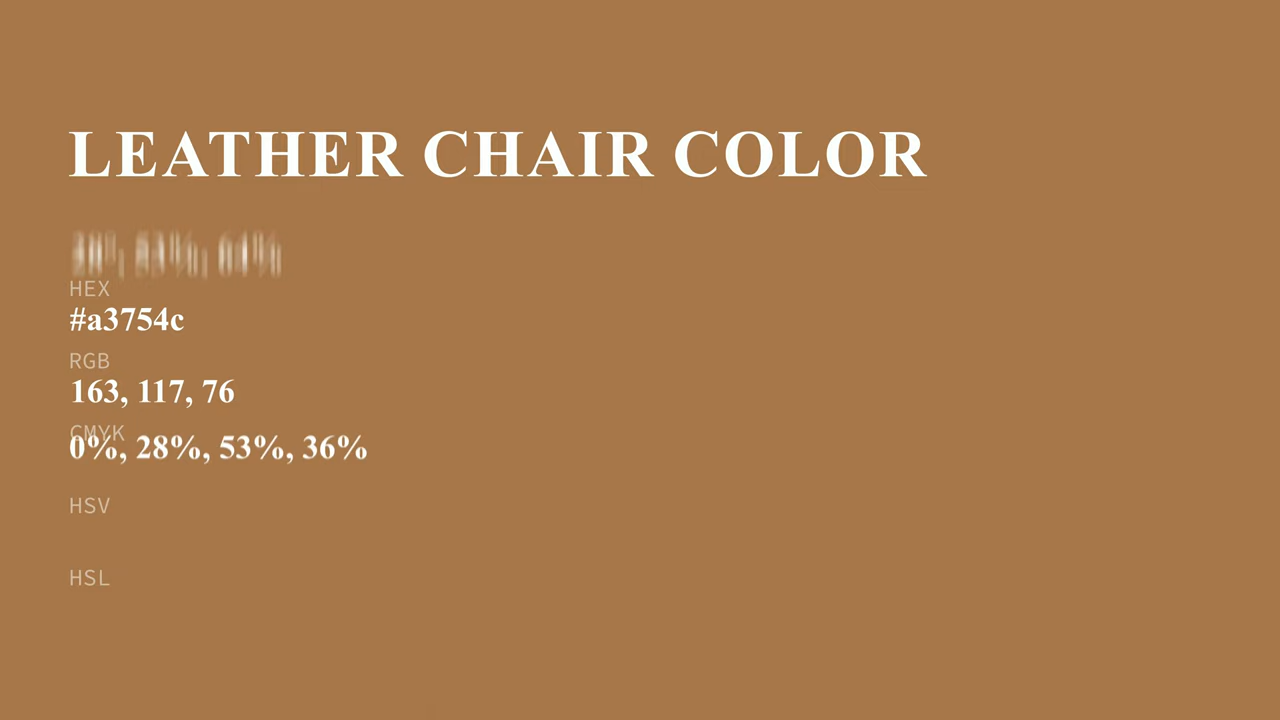 LEATHER CHAIR COLOR
HEX
#a3754c
RGB
163, 117, 76
CMYK
0%, 28%, 53%, 36%
HSV
HSL